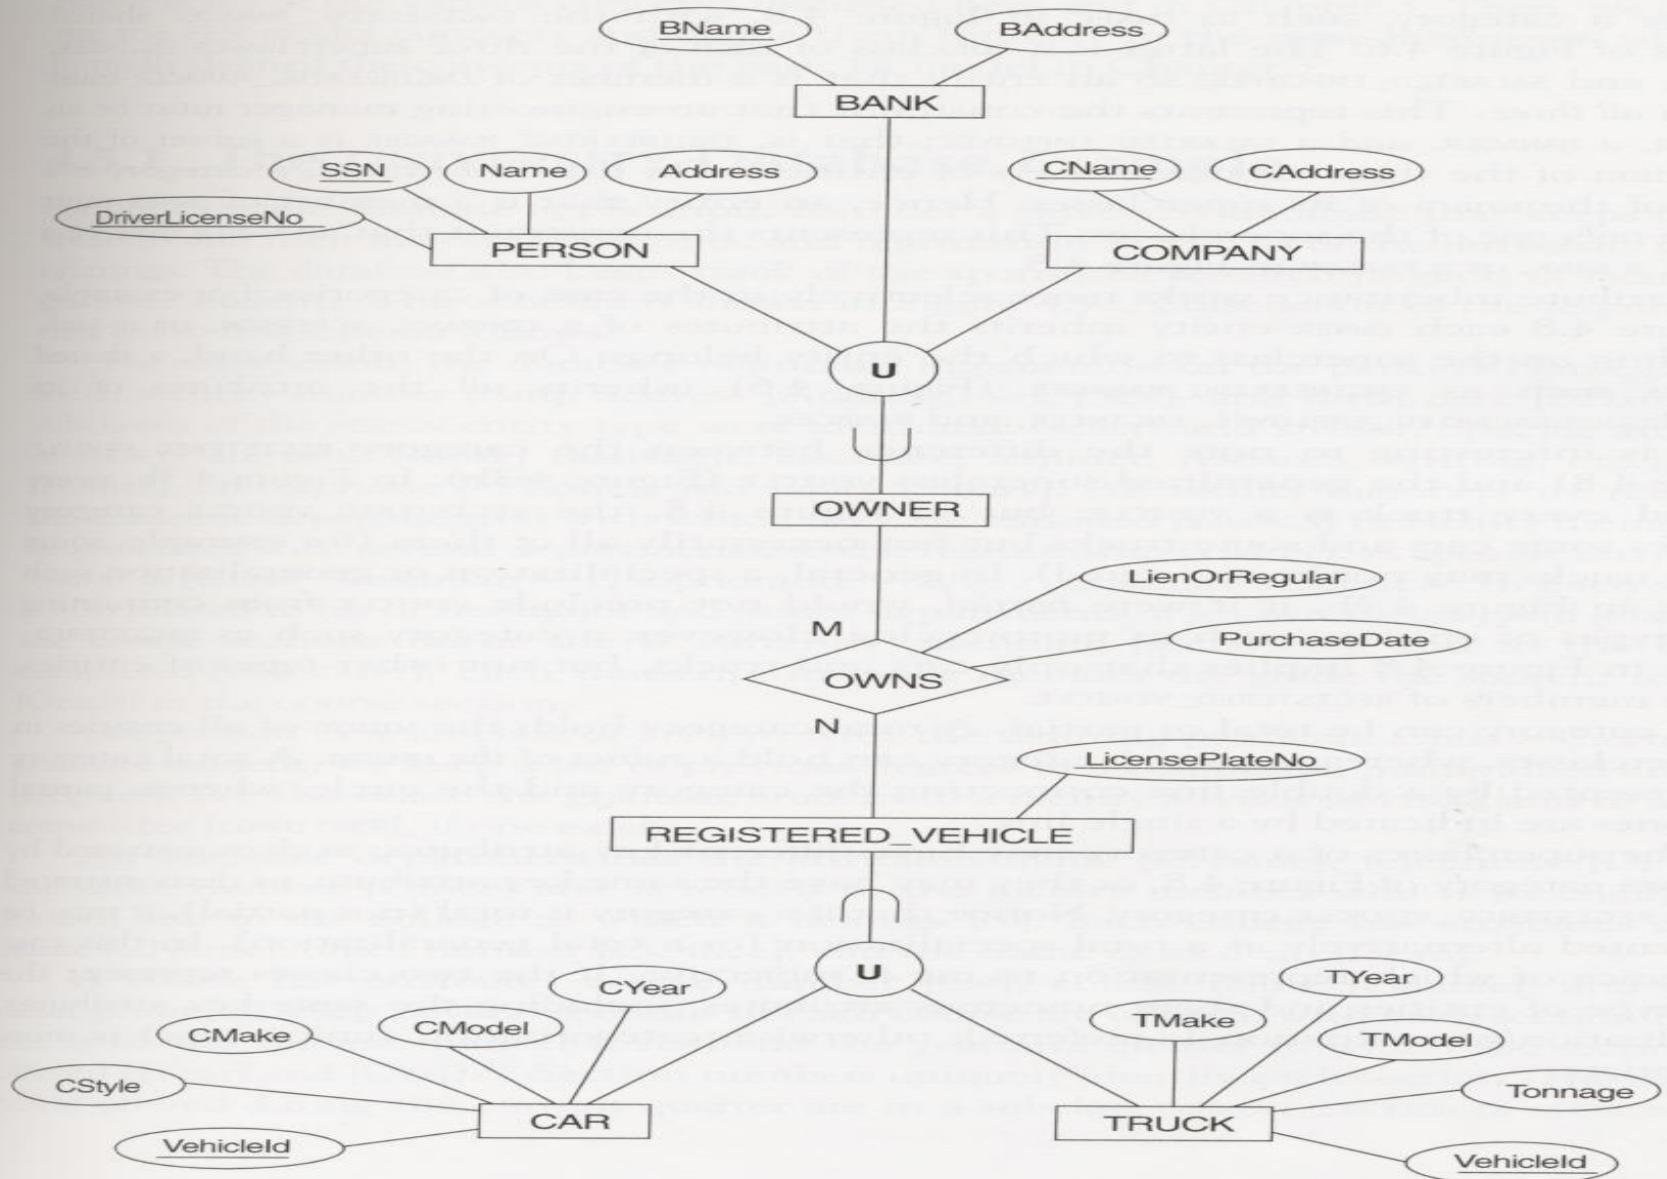 BName
BAddress
BANK
SSN
Name
Address
CName
CAddress
DriverLicenseNo
PERSON
COMPANY
U
OWNER
LienOrRegular
M
PurchaseDate
OWNS
N
LicensePlateNo
REGISTERED_VEHICLE
U
TYear
CYear
TMake
CMake
CModel
TModel
CStyle
Tonnage
CAR
TRUCK
VehicleId
VehicleId